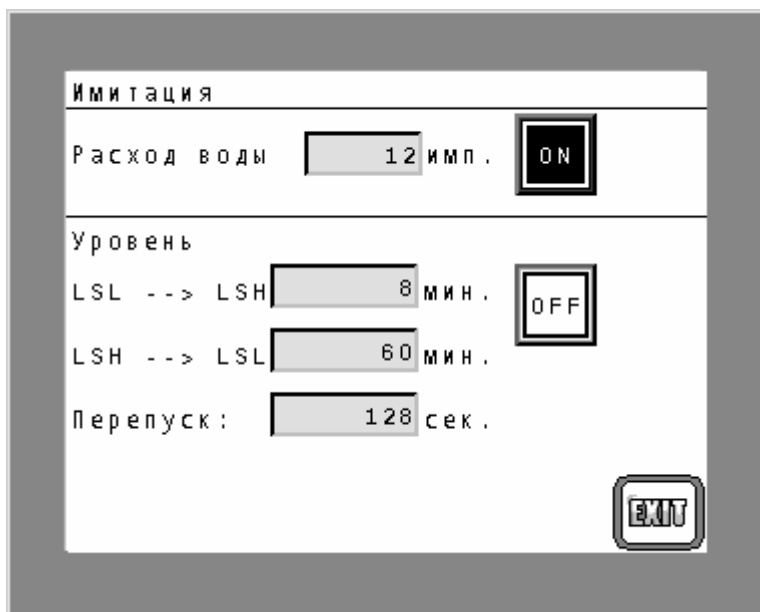 Имитация
Расход воды 12 имп. ON
Уровень
LSL --> LSH 8 мин. OFF
LSH --> LSL 60 мин.
Перепуск: 128 сек.
EXIT